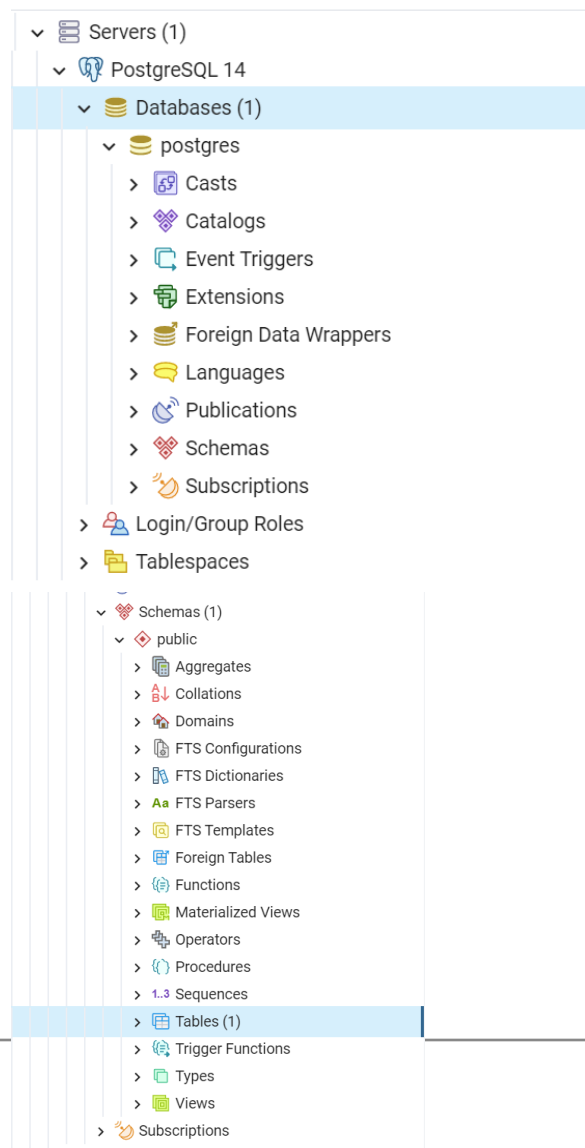 Servers (1)
PostgreSQL 14
Databases (1)
postgres
Casts
Catalogs
Event Triggers
Extensions
Foreign Data Wrappers
Languages
Publications
Schemas
Subscriptions
Login/Group Roles
Tablespaces
Schemas (1)
public
Aggregates
A
B Collations
Domains
FTS Configurations
FTS Dictionaries
Aa FTS Parsers
FTS Templates
Foreign Tables
Functions
Materialized Views
Operators
Procedures
1..3 Sequences
Tables (1)
Trigger Functions
Types
Views
Subscriptions